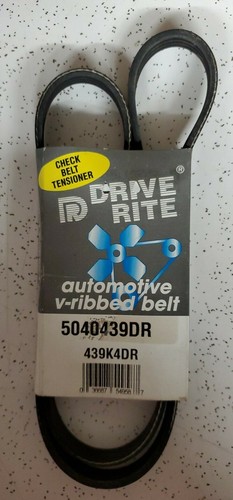 CHECK
BELT
TENSIONER
DRIVE
RITE
®
automotive
v-ribbed belt
5040439DR
439K4DR